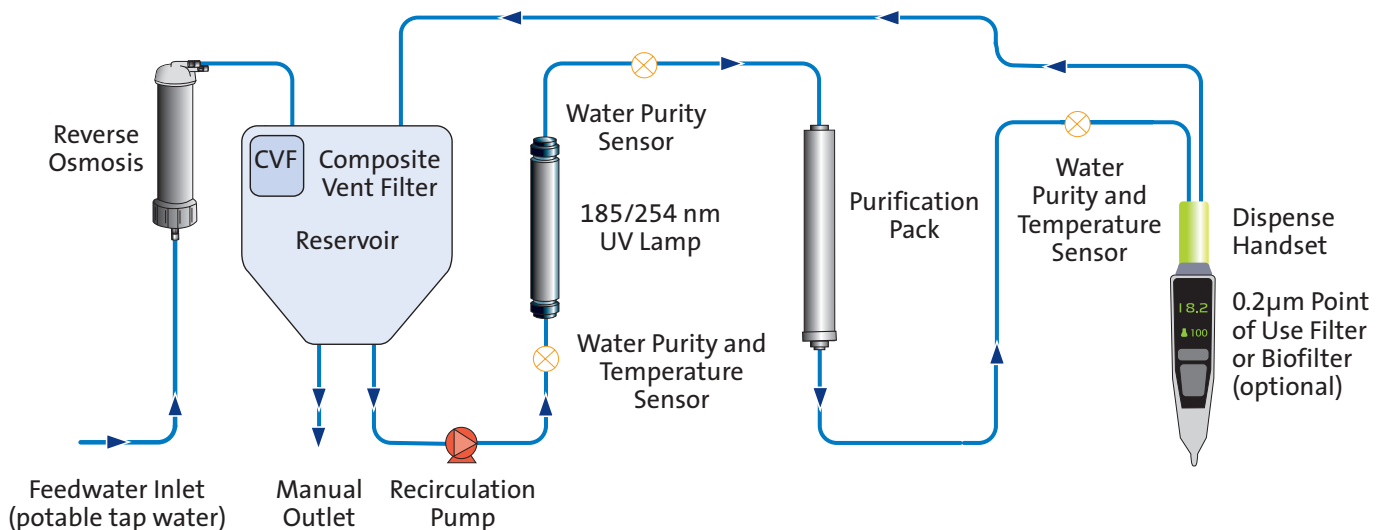 Reverse
Osmosis
CVF
Composite
Vent Filter
Reservoir
Water Purity
Sensor
185/254 nm
UV Lamp
Water Purity and
Temperature
Sensor
Purification
Pack
Water
Purity and
Temperature
Sensor
Dispense
Handset
18.2
100
0.2µm Point
of Use Filter
or Biofilter
(optional)
Feedwater Inlet
(potable tap water)
Manual
Outlet
Recirculation
Pump